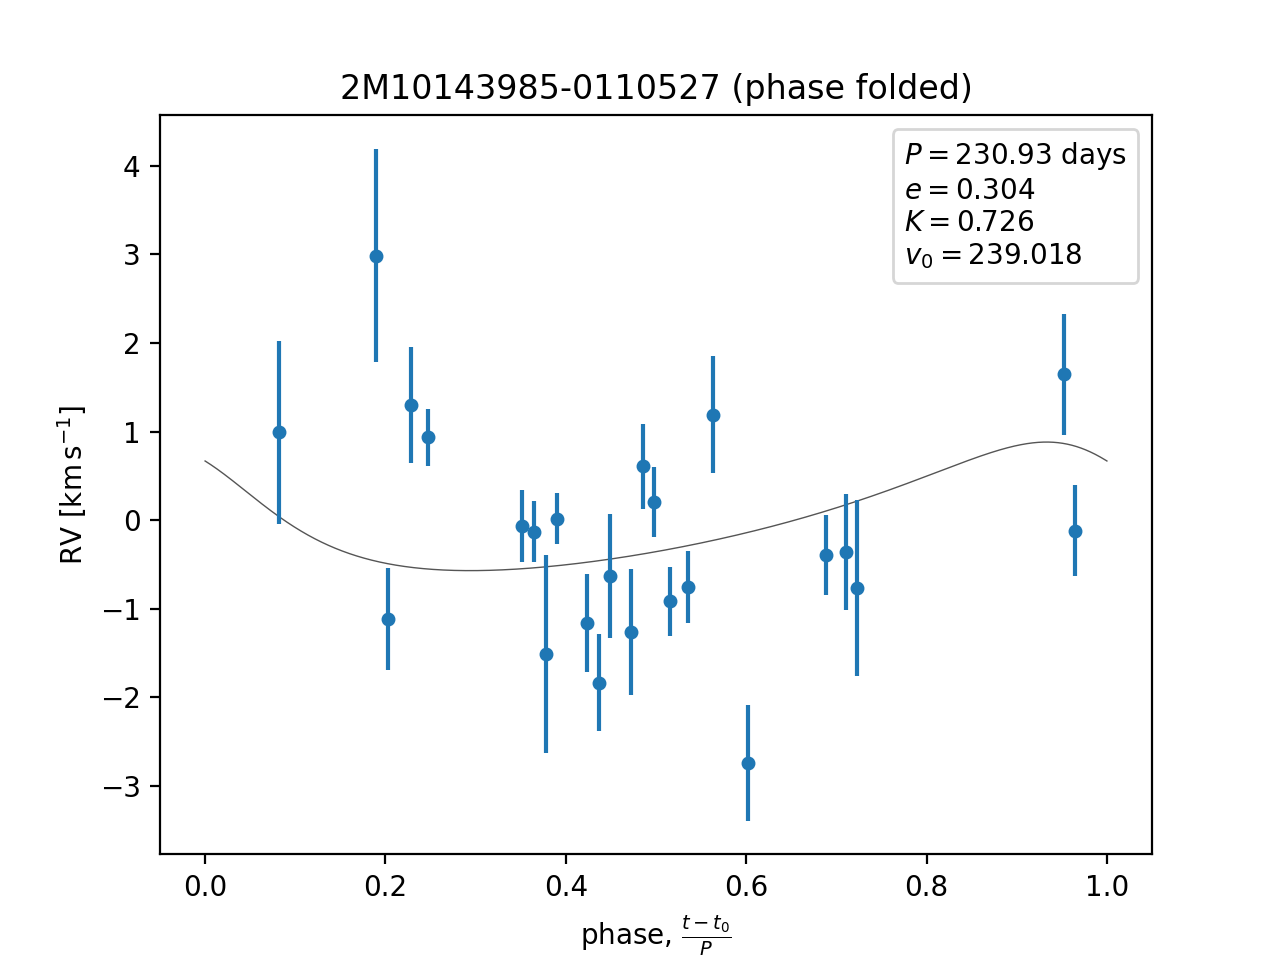 2M10143985-0110527 (phase folded)
P = 230.93 days
e = 0.304
K = 0.726
v₀ = 239.018
RV [km s⁻¹]
4
3
2
1
0
−1
−2
−3
0.0 0.2 0.4 0.6 0.8 1.0
phase, (t − t₀)/P